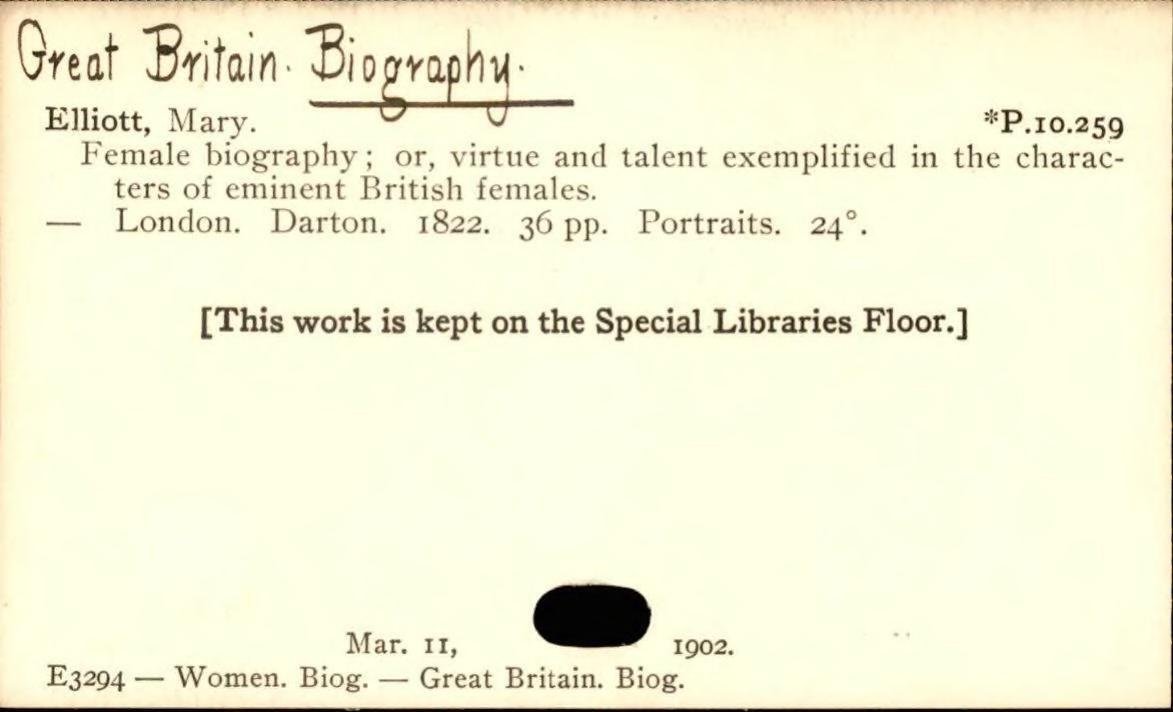 Great Britain. Biography.
Elliott, Mary. *P.10.259
Female biography; or, virtue and talent exemplified in the charac-
ters of eminent British females.
— London. Darton. 1822. 36 pp. Portraits. 24°.
[This work is kept on the Special Libraries Floor.]
Mar. 11, 1902.
E3294 — Women. Biog. — Great Britain. Biog.